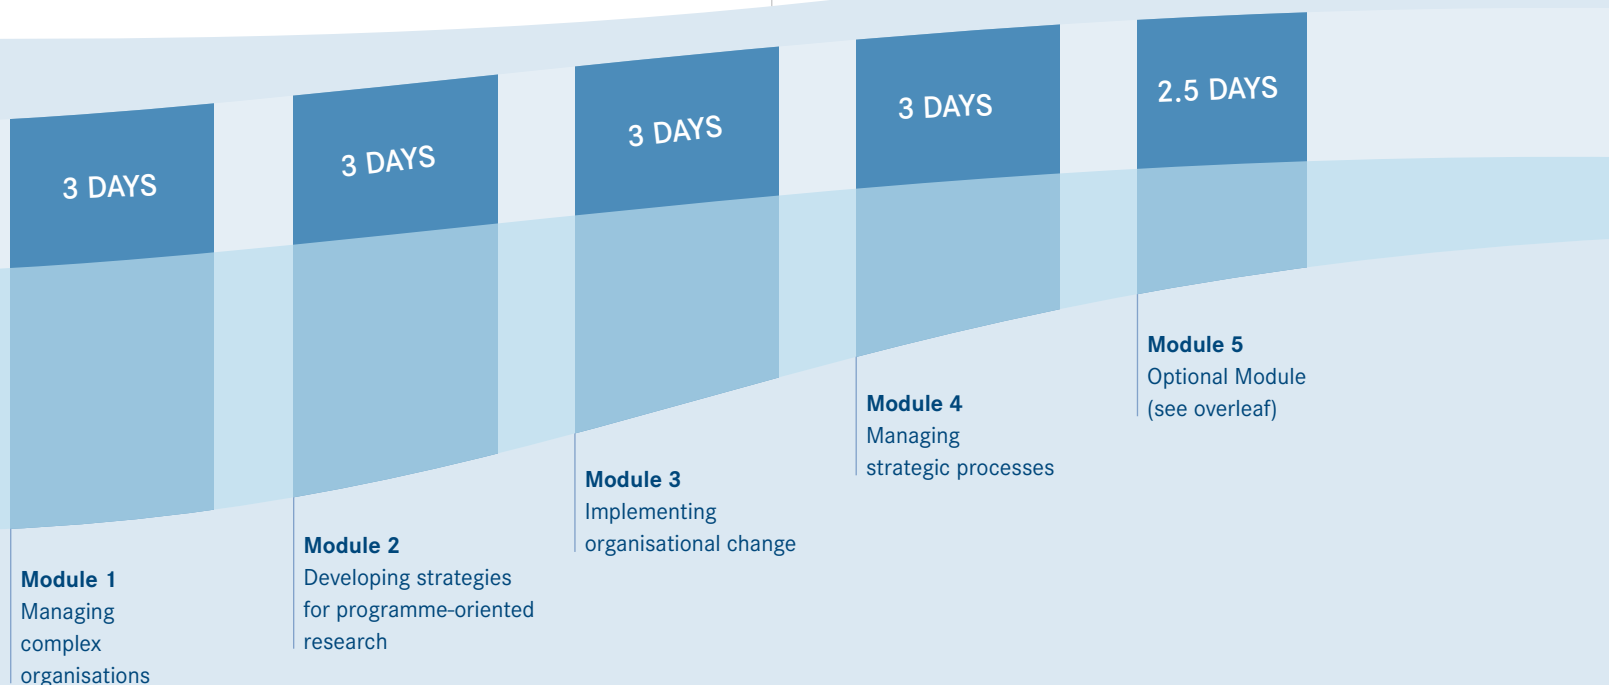 3 DAYS
3 DAYS
3 DAYS
3 DAYS
2.5 DAYS
Module 1
Managing
complex
organisations
Module 2
Developing strategies
for programme-oriented
research
Module 3
Implementing
organisational change
Module 4
Managing
strategic processes
Module 5
Optional Module
(see overleaf)